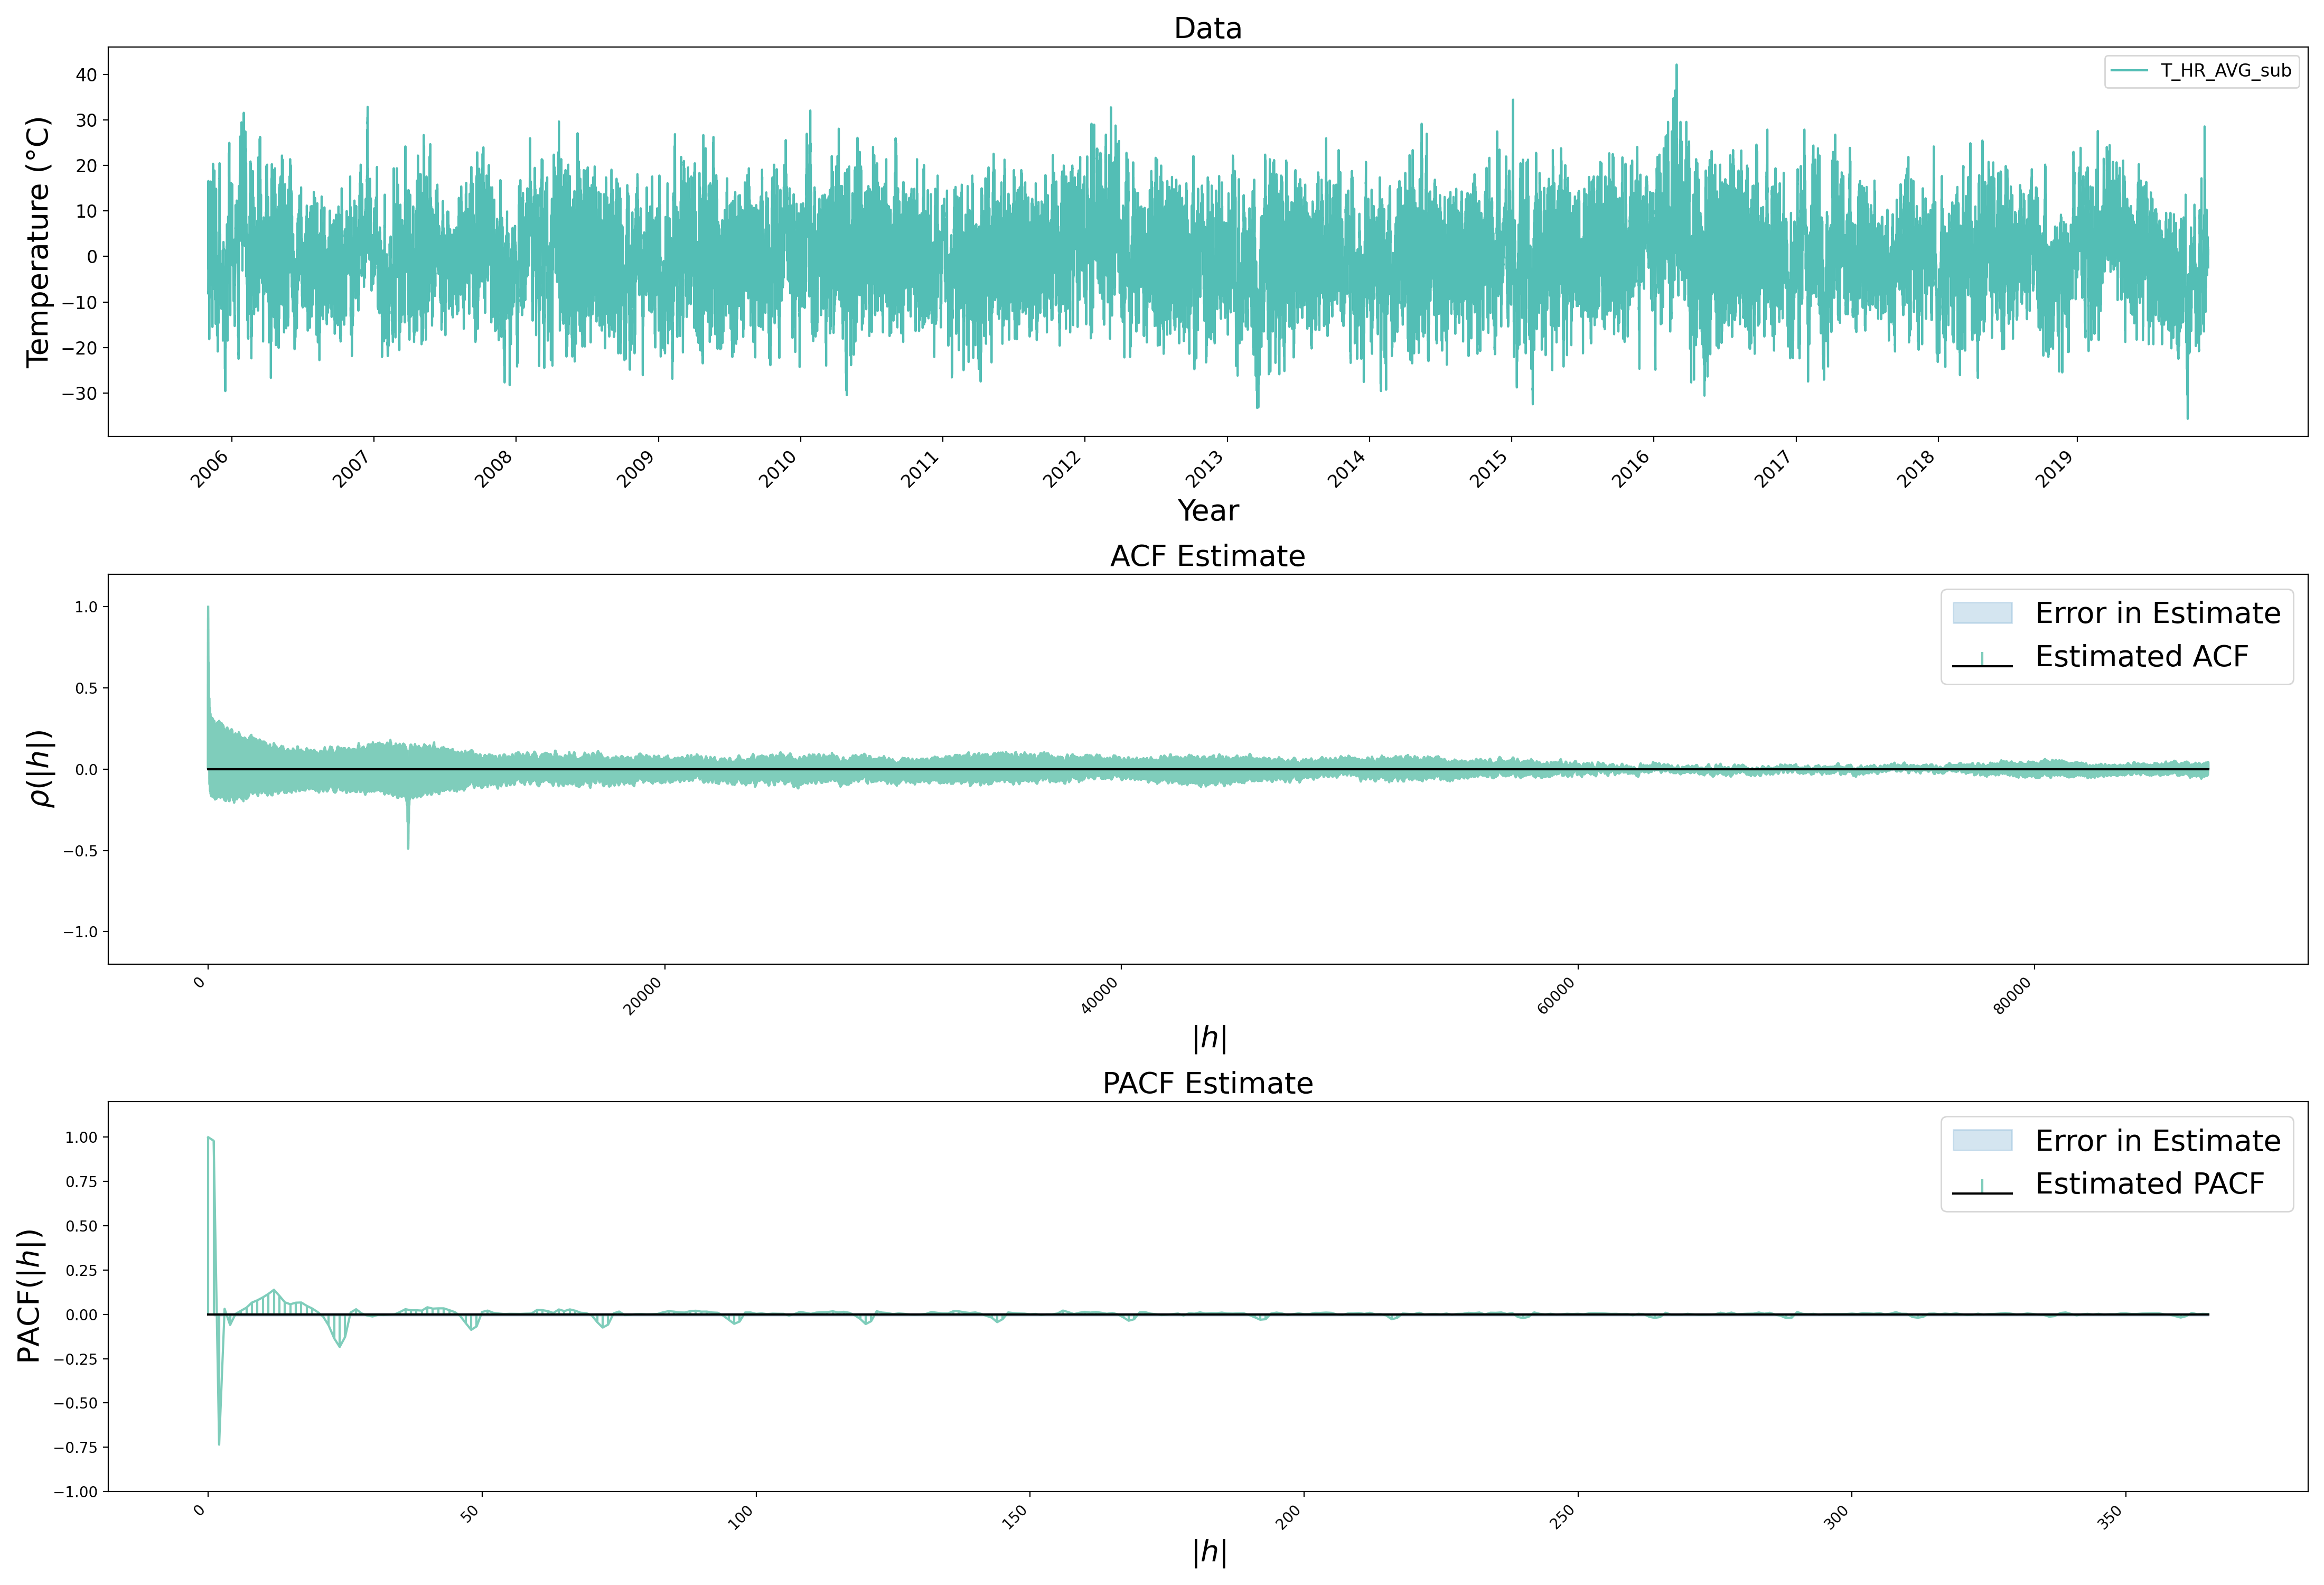 Data
T_HR_AVG_sub
Temperature (°C)
40
30
20
10
0
−10
−20
−30
2006 2007 2008 2009 2010 2011 2012 2013 2014 2015 2016 2017 2018 2019
Year
ACF Estimate
Error in Estimate
Estimated ACF
ρ(|h|)
1.0
0.5
0.0
−0.5
−1.0
0 20000 40000 60000 80000
|h|
PACF Estimate
Error in Estimate
Estimated PACF
PACF(|h|)
1.00
0.75
0.50
0.25
0.00
−0.25
−0.50
−0.75
−1.00
0 50 100 150 200 250 300 350
|h|